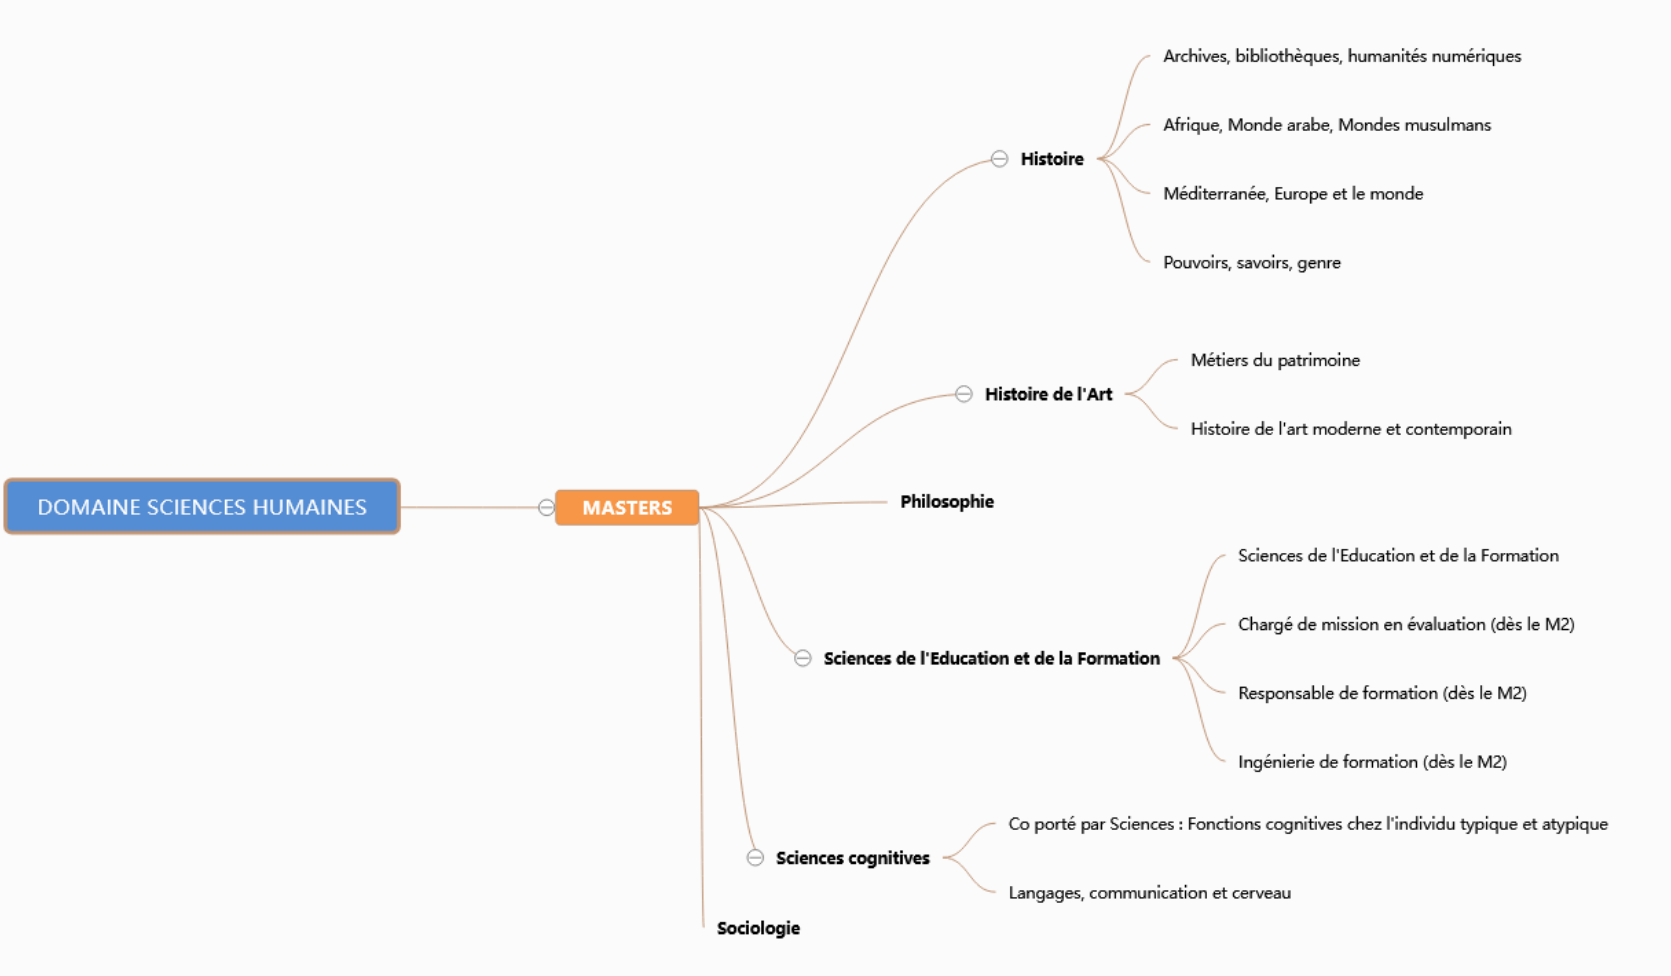 DOMAINE SCIENCES HUMAINES
MASTERS
Histoire
Archives, bibliothèques, humanités numériques
Afrique, Monde arabe, Mondes musulmans
Méditerranée, Europe et le monde
Pouvoirs, savoirs, genre
Histoire de l'Art
Métiers du patrimoine
Histoire de l'art moderne et contemporain
Philosophie
Sciences de l'Education et de la Formation
Sciences de l'Education et de la Formation
Chargé de mission en évaluation (dès le M2)
Responsable de formation (dès le M2)
Ingénierie de formation (dès le M2)
Sciences cognitives
Co porté par Sciences : Fonctions cognitives chez l'individu typique et atypique
Langages, communication et cerveau
Sociologie